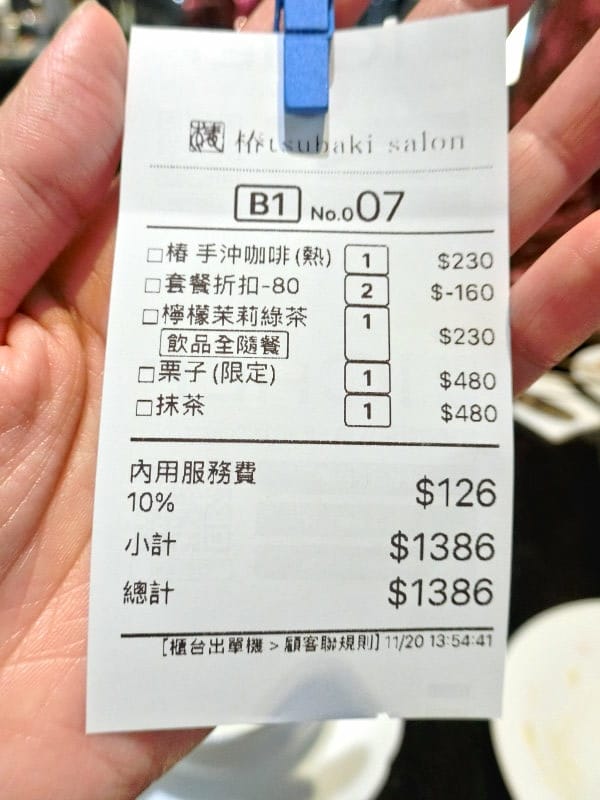 椿tsubaki salon
B1 No.007
□椿 手沖咖啡(熱) 1 $230
□套餐折扣-80 2 $-160
□檸檬茉莉綠茶 1 $230
飲品全隨餐
□栗子(限定) 1 $480
□抹茶 1 $480
內用服務費 $126
10%
小計 $1386
總計 $1386
[櫃台出單機 > 顧客聯規則] 11/20 13:54:41